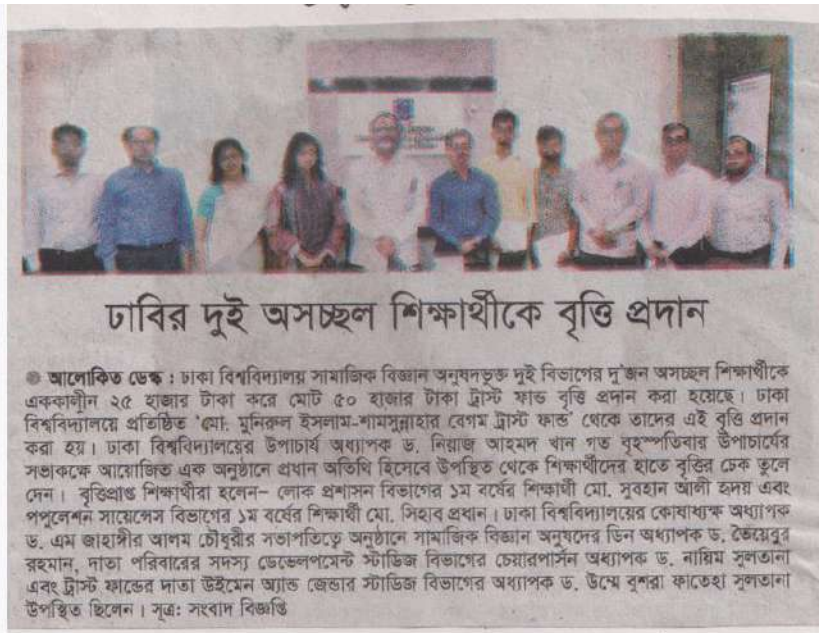 ঢাবির দুই অসচ্ছল শিক্ষার্থীকে বৃত্তি প্রদান
আলোকিত ডেস্ক : ঢাকা বিশ্ববিদ্যালয় সামাজিক বিজ্ঞান অনুষদভুক্ত দুই বিভাগের দু'জন অসচ্ছল শিক্ষার্থীকে
এককালীন ২৫ হাজার টাকা করে মোট ৫০ হাজার টাকা ট্রাস্ট ফান্ড বৃত্তি প্রদান করা হয়েছে। ঢাকা
বিশ্ববিদ্যালয়ে প্রতিষ্ঠিত 'মো. মুনিরুল ইসলাম-শামসুন্নাহার বেগম ট্রাস্ট ফান্ড' থেকে তাদের এই বৃত্তি প্রদান
করা হয়। ঢাকা বিশ্ববিদ্যালয়ের উপাচার্য অধ্যাপক ড. নিয়াজ আহমদ খান গত বৃহস্পতিবার উপাচার্যের
সভাকক্ষে আয়োজিত এক অনুষ্ঠানে প্রধান অতিথি হিসেবে উপস্থিত থেকে শিক্ষার্থীদের হাতে বৃত্তির চেক তুলে
দেন। বৃত্তিপ্রাপ্ত শিক্ষার্থীরা হলেন– লোক প্রশাসন বিভাগের ১ম বর্ষের শিক্ষার্থী মো. সুবহান আলী হৃদয় এবং
পপুলেশন সায়েন্সেস বিভাগের ১ম বর্ষের শিক্ষার্থী মো. সিহাব প্রধান। ঢাকা বিশ্ববিদ্যালয়ের কোষাধ্যক্ষ অধ্যাপক
ড. এম জাহাঙ্গীর আলম চৌধুরীর সভাপতিত্বে অনুষ্ঠানে সামাজিক বিজ্ঞান অনুষদের ডিন অধ্যাপক ড. তৈয়েবুর
রহমান, দাতা পরিবারের সদস্য ডেভেলপমেন্ট স্টাডিজ বিভাগের চেয়ারপার্সন অধ্যাপক ড. নায়িম সুলতানা
এবং ট্রাস্ট ফান্ডের দাতা উইমেন অ্যান্ড জেন্ডার স্টাডিজ বিভাগের অধ্যাপক ড. উম্মে বুশরা ফাতেহা সুলতানা
উপস্থিত ছিলেন। সূত্র: সংবাদ বিজ্ঞপ্তি